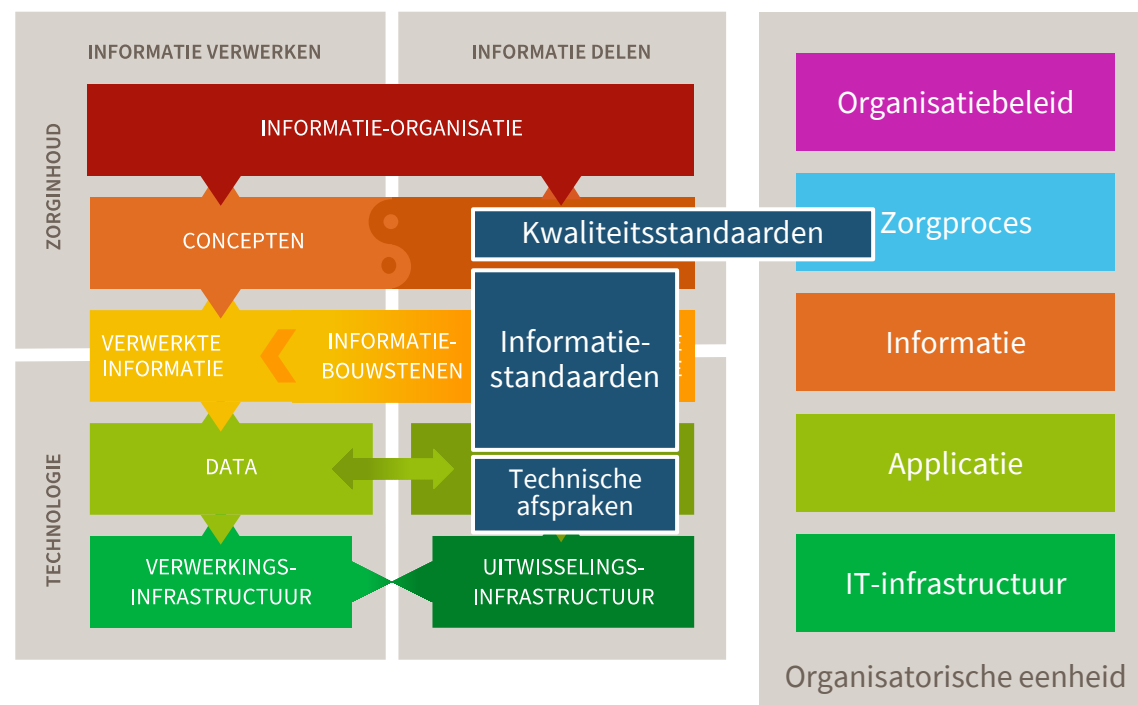 INFORMATIE VERWERKEN
INFORMATIE DELEN
ZORGINHOUD
TECHNOLOGIE
INFORMATIE-ORGANISATIE
CONCEPTEN
Kwaliteitsstandaarden
VERWERKTE
INFORMATIE
INFORMATIE-
BOUWSTENEN
Informatie-
standaarden
DATA
Technische
afspraken
VERWERKINGS-
INFRASTRUCTUUR
UITWISSELINGS-
INFRASTRUCTUUR
Organisatiebeleid
Zorgproces
Informatie
Applicatie
IT-infrastructuur
Organisatorische eenheid